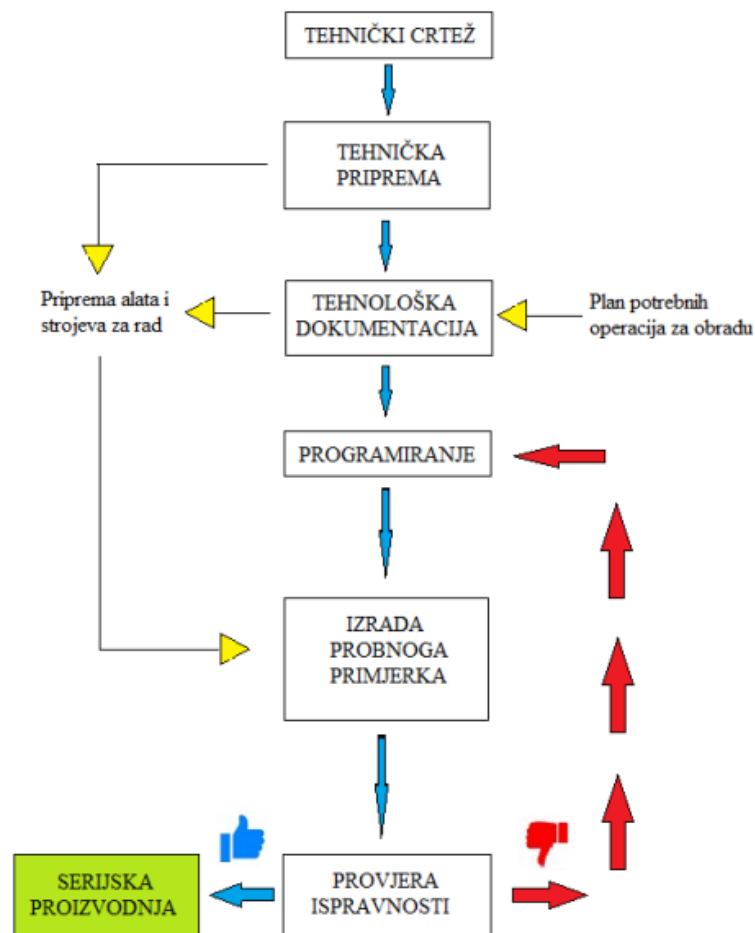 TEHNIČKI CRTEŽ
TEHNIČKA
PRIPREMA
Priprema alata i
strojeva za rad
TEHNOLOŠKA
DOKUMENTACIJA
Plan potrebnih
operacija za obradu
PROGRAMIRANJE
IZRADA
PROBNOGA
PRIMJERKA
SERIJSKA
PROIZVODNJA
PROVJERA
ISPRAVNOSTI